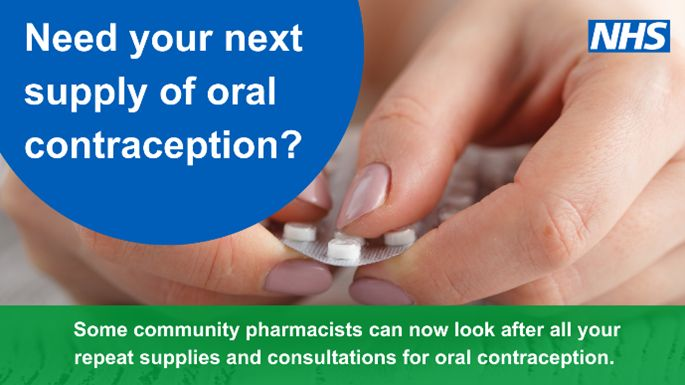 Need your next
supply of oral
contraception?
NHS
Some community pharmacists can now look after all your
repeat supplies and consultations for oral contraception.